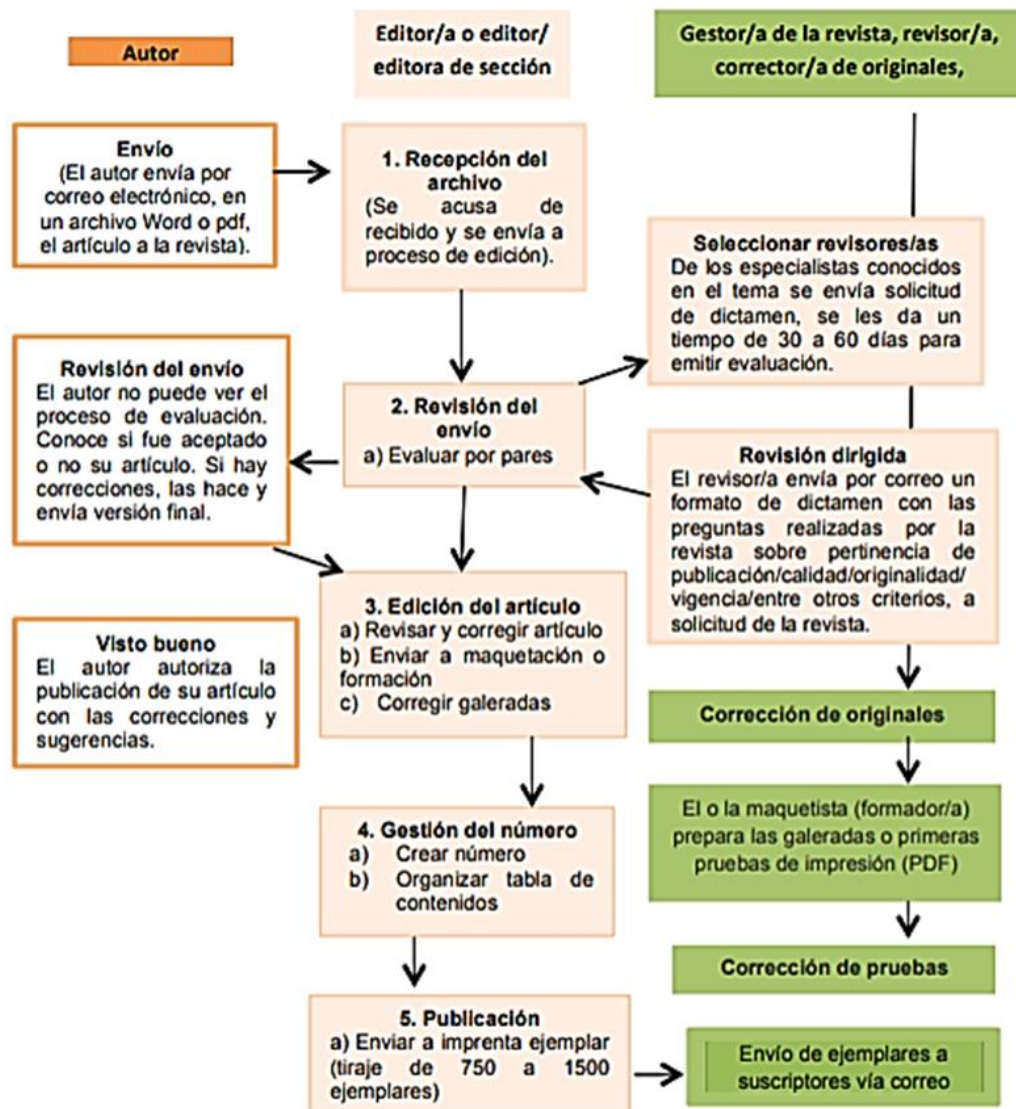 Autor
Editor/a o editor/
editora de sección
Gestor/a de la revista, revisor/a,
corrector/a de originales,
Envío
(El autor envía por
correo electrónico, en
un archivo Word o pdf,
el artículo a la revista).
1. Recepción del
archivo
(Se acusa de
recibido y se envía a
proceso de edición).
Seleccionar revisores/as
De los especialistas conocidos
en el tema se envía solicitud
de dictamen, se les da un
tiempo de 30 a 60 días para
emitir evaluación.
Revisión del envío
El autor no puede ver el
proceso de evaluación.
Conoce si fue aceptado
o no su artículo. Si hay
correcciones, las hace y
envía versión final.
2. Revisión del
envío
a) Evaluar por pares
Revisión dirigida
El revisor/a envía por correo un
formato de dictamen con las
preguntas realizadas por la
revista sobre pertinencia de
publicación/calidad/originalidad/
vigencia/entre otros criterios, a
solicitud de la revista.
3. Edición del artículo
a) Revisar y corregir artículo
b) Enviar a maquetación o
formación
c) Corregir galeradas
Visto bueno
El autor autoriza la
publicación de su artículo
con las correcciones y
sugerencias.
Corrección de originales
4. Gestión del número
a) Crear número
b) Organizar tabla de
contenidos
El o la maquetista (formador/a)
prepara las galeradas o primeras
pruebas de impresión (PDF)
Corrección de pruebas
5. Publicación
a) Enviar a imprenta ejemplar
(tiraje de 750 a 1500
ejemplares)
Envío de ejemplares a
suscriptores vía correo